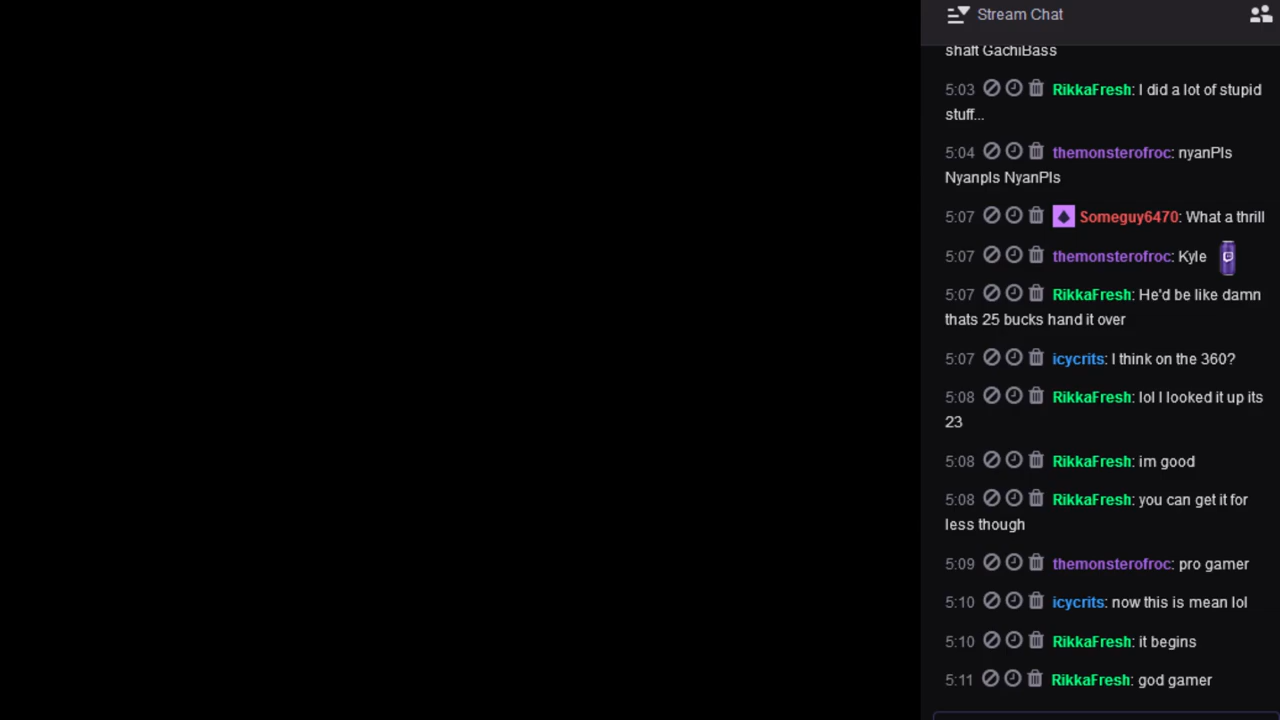 Stream Chat
shaft GachiBass
5:03 RikkaFresh: I did a lot of stupid
stuff...
5:04 themonsterofroc: nyanPls
Nyanpls NyanPls
5:07 Someguy6470: What a thrill
5:07 themonsterofroc: Kyle
5:07 RikkaFresh: He'd be like damn
thats 25 bucks hand it over
5:07 icycrits: I think on the 360?
5:08 RikkaFresh: lol I looked it up its
23
5:08 RikkaFresh: im good
5:08 RikkaFresh: you can get it for
less though
5:09 themonsterofroc: pro gamer
5:10 icycrits: now this is mean lol
5:10 RikkaFresh: it begins
5:11 RikkaFresh: god gamer